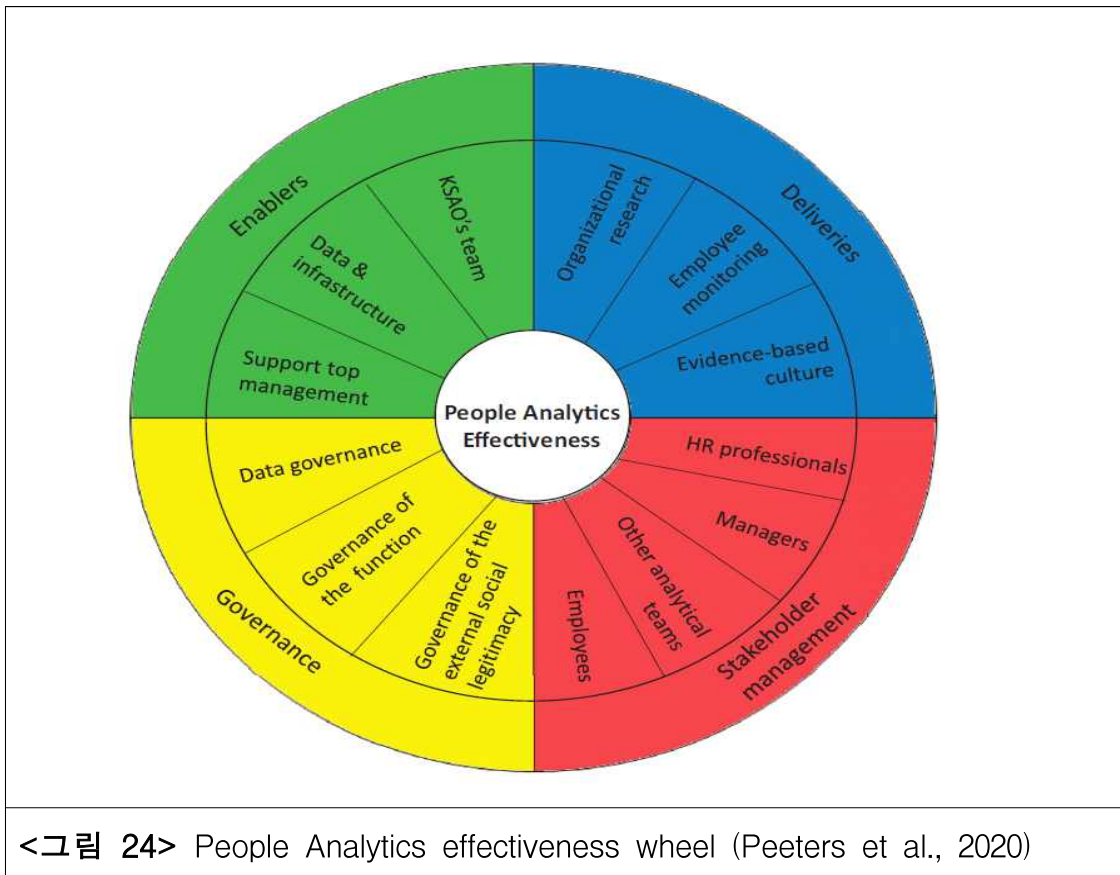 Enablers
KSAO's team
Data &
infrastructure
Support top
management
Deliveries
Organizational
research
Employee
monitoring
Evidence-based
culture
People Analytics
Effectiveness
Governance
Data governance
Governance of
the function
Governance of the
external social
legitimacy
Stakeholder
management
HR professionals
Managers
Other analytical
teams
Employees
<그림 24> People Analytics effectiveness wheel (Peeters et al., 2020)